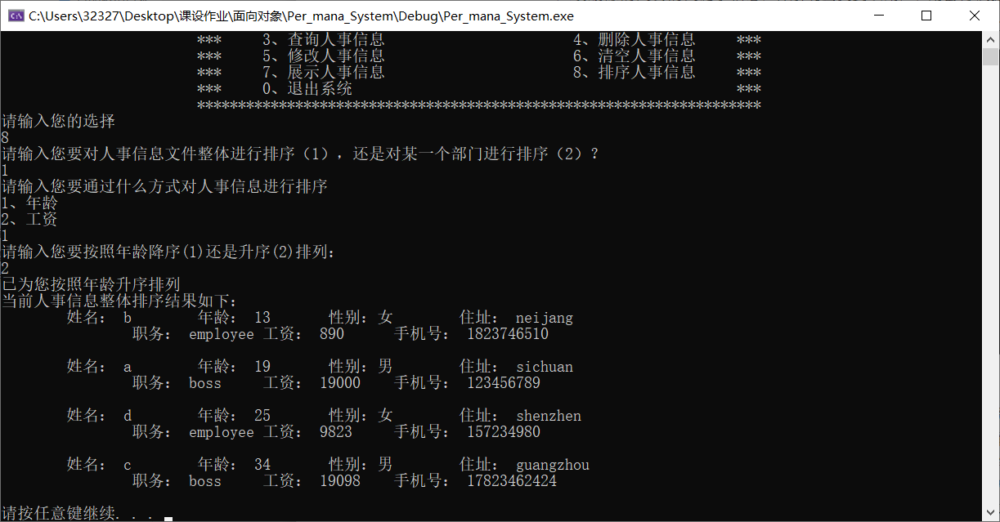 C:\Users\32327\Desktop\课设作业\面向对象\Per_mana_System\Debug\Per_mana_System.exe
*** 3、查询人事信息 4、删除人事信息 ***
*** 5、修改人事信息 6、清空人事信息 ***
*** 7、展示人事信息 8、排序人事信息 ***
*** 0、退出系统 ***
*********************************************************************
请输入您的选择
8
请输入您要对人事信息文件整体进行排序（1），还是对某一个部门进行排序（2）？
1
请输入您要通过什么方式对人事信息进行排序
1、年龄
2、工资
1
请输入您要按照年龄降序(1)还是升序(2)排列：
2
已为您按照年龄升序排列
当前人事信息整体排序结果如下：
姓名： b 年龄： 13 性别：女 住址： neijang
职务： employee 工资： 890 手机号： 1823746510
姓名： a 年龄： 19 性别：男 住址： sichuan
职务： boss 工资： 19000 手机号： 123456789
姓名： d 年龄： 25 性别：女 住址： shenzhen
职务： employee 工资： 9823 手机号： 157234980
姓名： c 年龄： 34 性别：男 住址： guangzhou
职务： boss 工资： 19098 手机号： 17823462424
请按任意键继续. . .